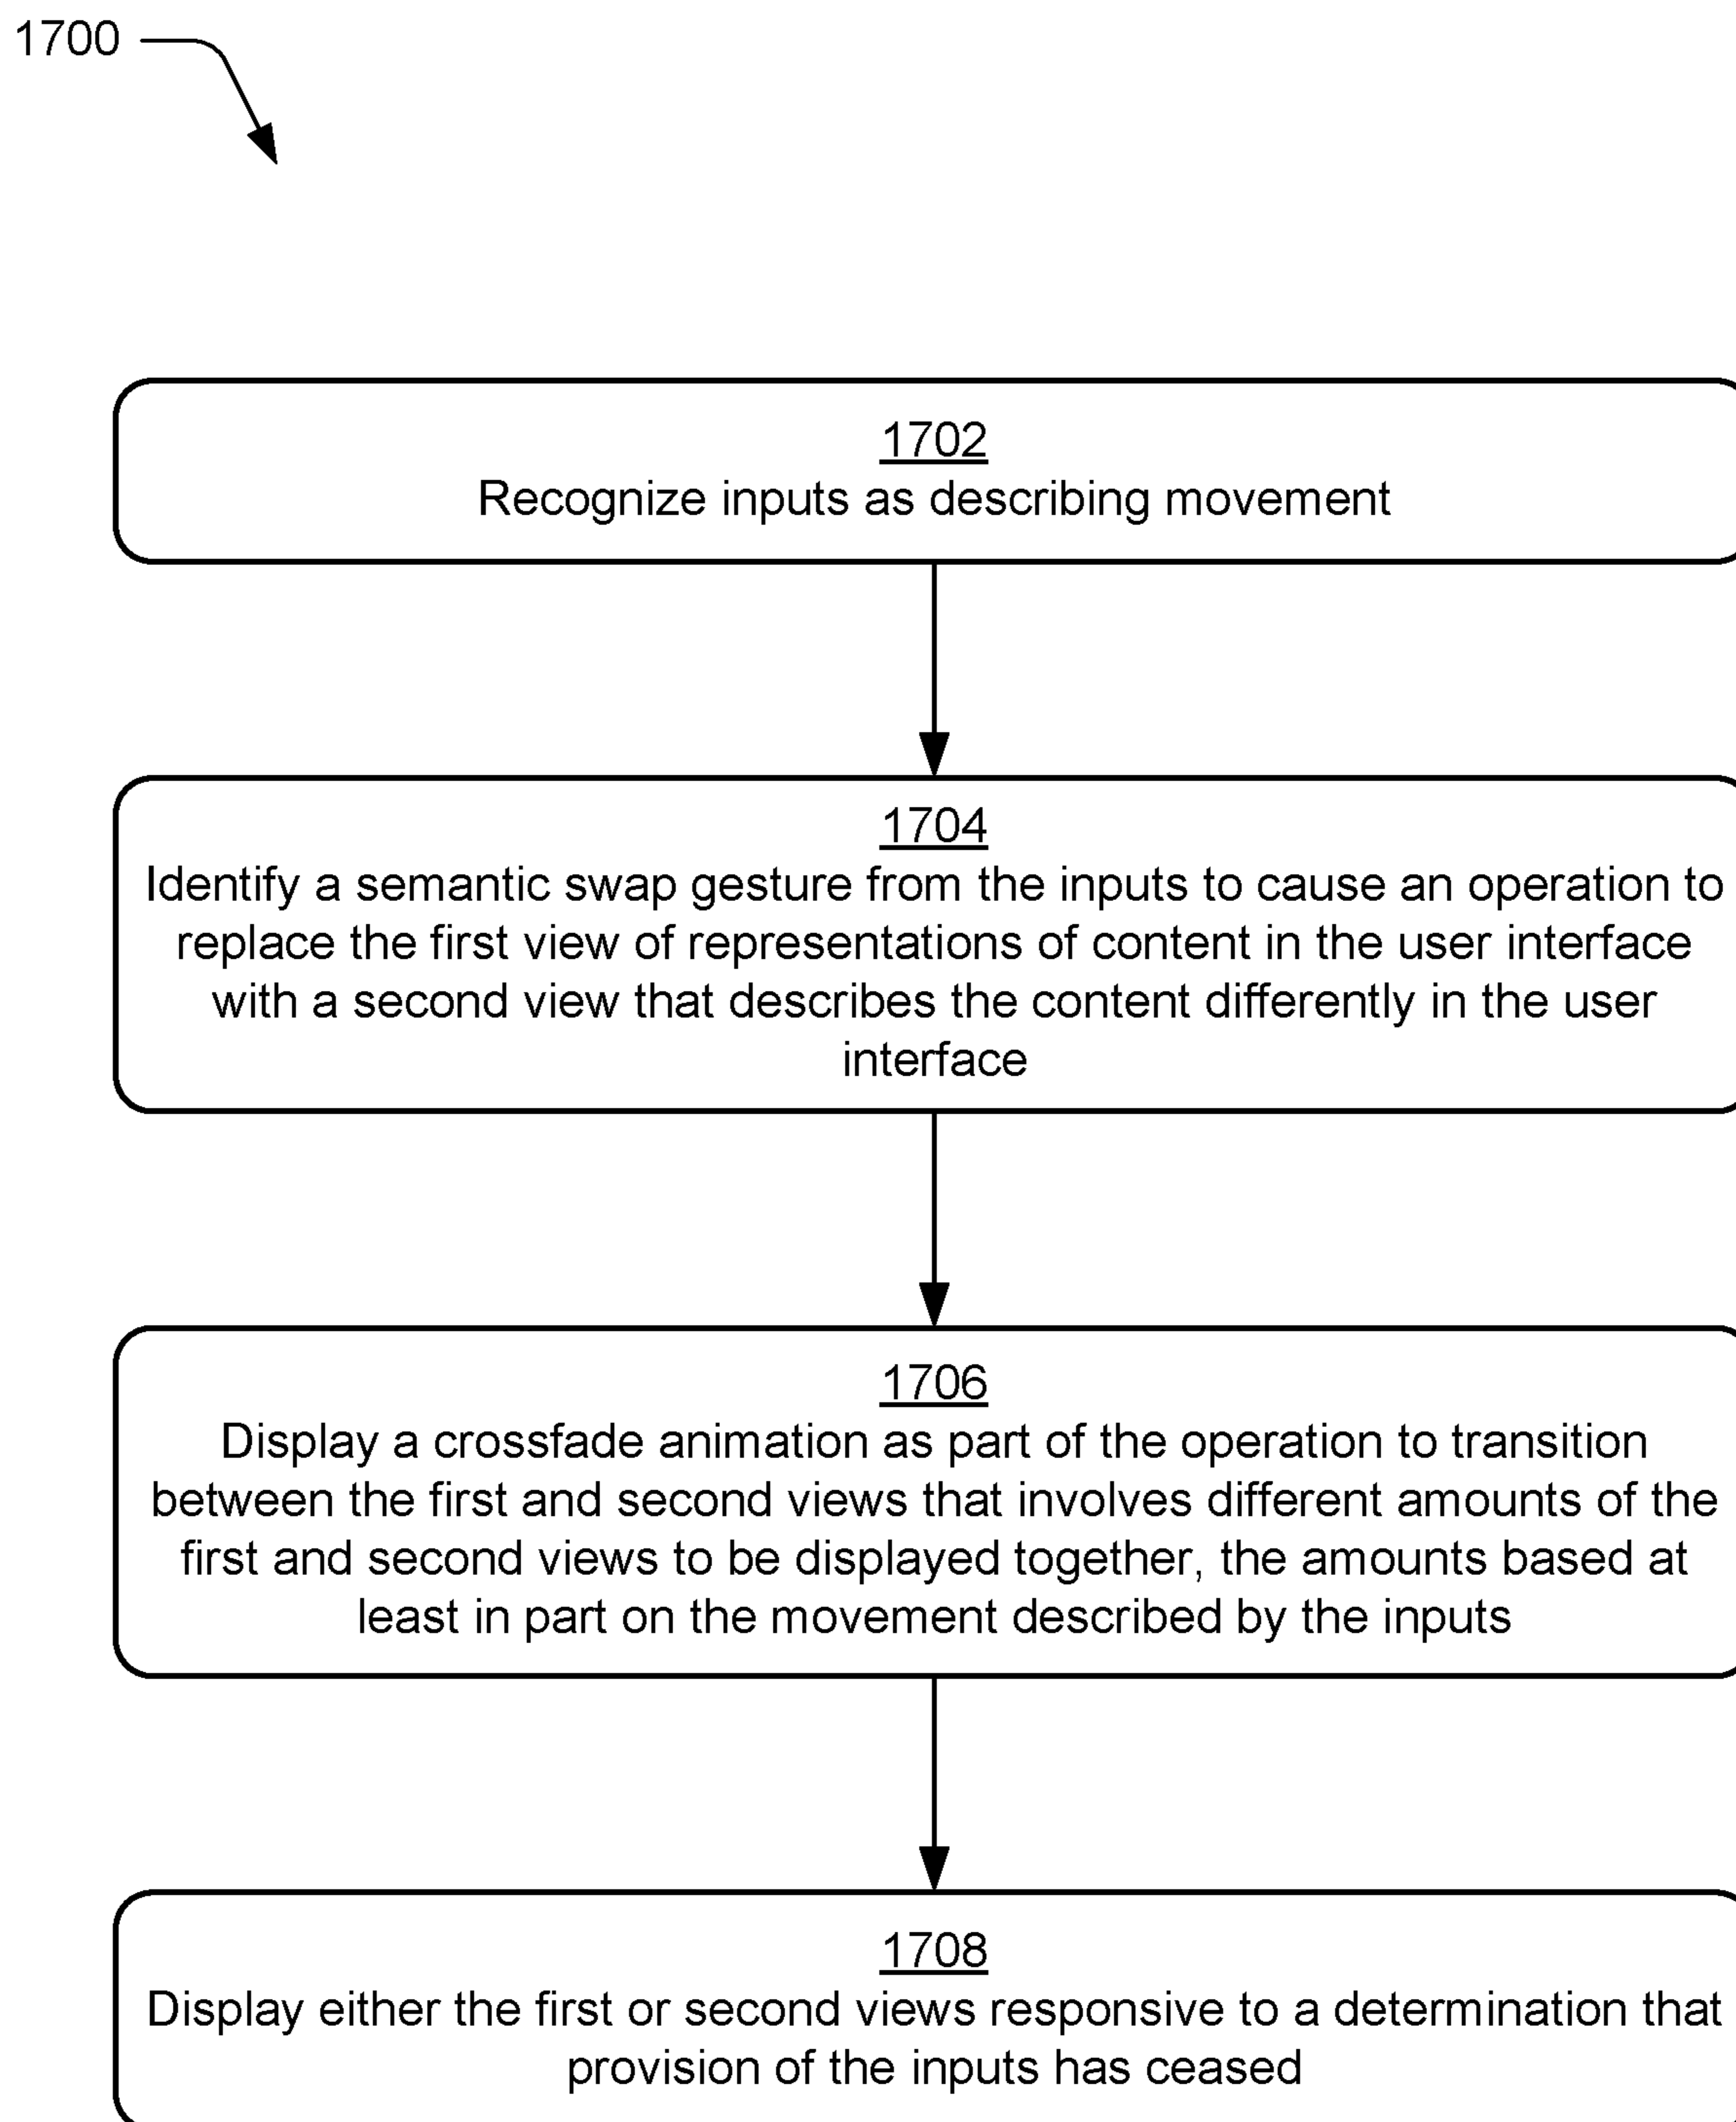 1700
1702
Recognize inputs as describing movement
1704
Identify a semantic swap gesture from the inputs to cause an operation to
replace the first view of representations of content in the user interface
with a second view that describes the content differently in the user
interface
1706
Display a crossfade animation as part of the operation to transition
between the first and second views that involves different amounts of the
first and second views to be displayed together, the amounts based at
least in part on the movement described by the inputs
1708
Display either the first or second views responsive to a determination that
provision of the inputs has ceased